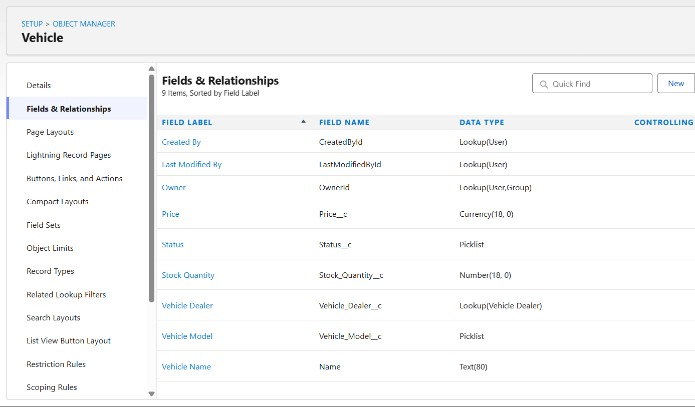 SETUP > OBJECT MANAGER
Vehicle
Details
Fields & Relationships
Page Layouts
Lightning Record Pages
Buttons, Links, and Actions
Compact Layouts
Field Sets
Object Limits
Record Types
Related Lookup Filters
Search Layouts
List View Button Layout
Restriction Rules
Scoping Rules
Fields & Relationships
9 Items, Sorted by Field Label
Quick Find
New
FIELD LABEL FIELD NAME DATA TYPE CONTROLLING
Created By CreatedById Lookup(User)
Last Modified By LastModifiedById Lookup(User)
Owner OwnerId Lookup(User,Group)
Price Price__c Currency(18, 0)
Status Status__c Picklist
Stock Quantity Stock_Quantity__c Number(18, 0)
Vehicle Dealer Vehicle_Dealer__c Lookup(Vehicle Dealer)
Vehicle Model Vehicle_Model__c Picklist
Vehicle Name Name Text(80)